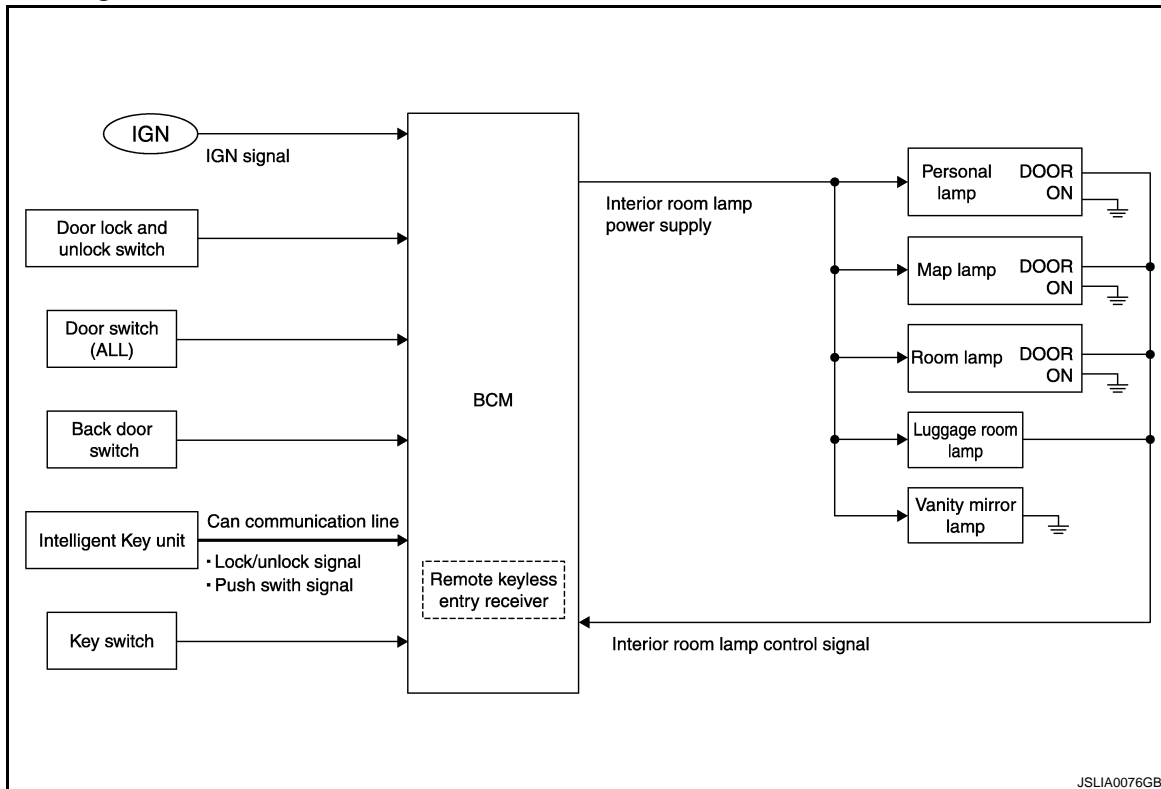 IGN
IGN signal
Door lock and
unlock switch
Door switch
(ALL)
Back door
switch
Intelligent Key unit
Can communication line
· Lock/unlock signal
· Push swith signal
Key switch
BCM
Remote keyless
entry receiver
Interior room lamp
power supply
Personal
lamp
DOOR
ON
Map lamp
DOOR
ON
Room lamp
DOOR
ON
Luggage room
lamp
Vanity mirror
lamp
Interior room lamp control signal
JSLIA0076GB